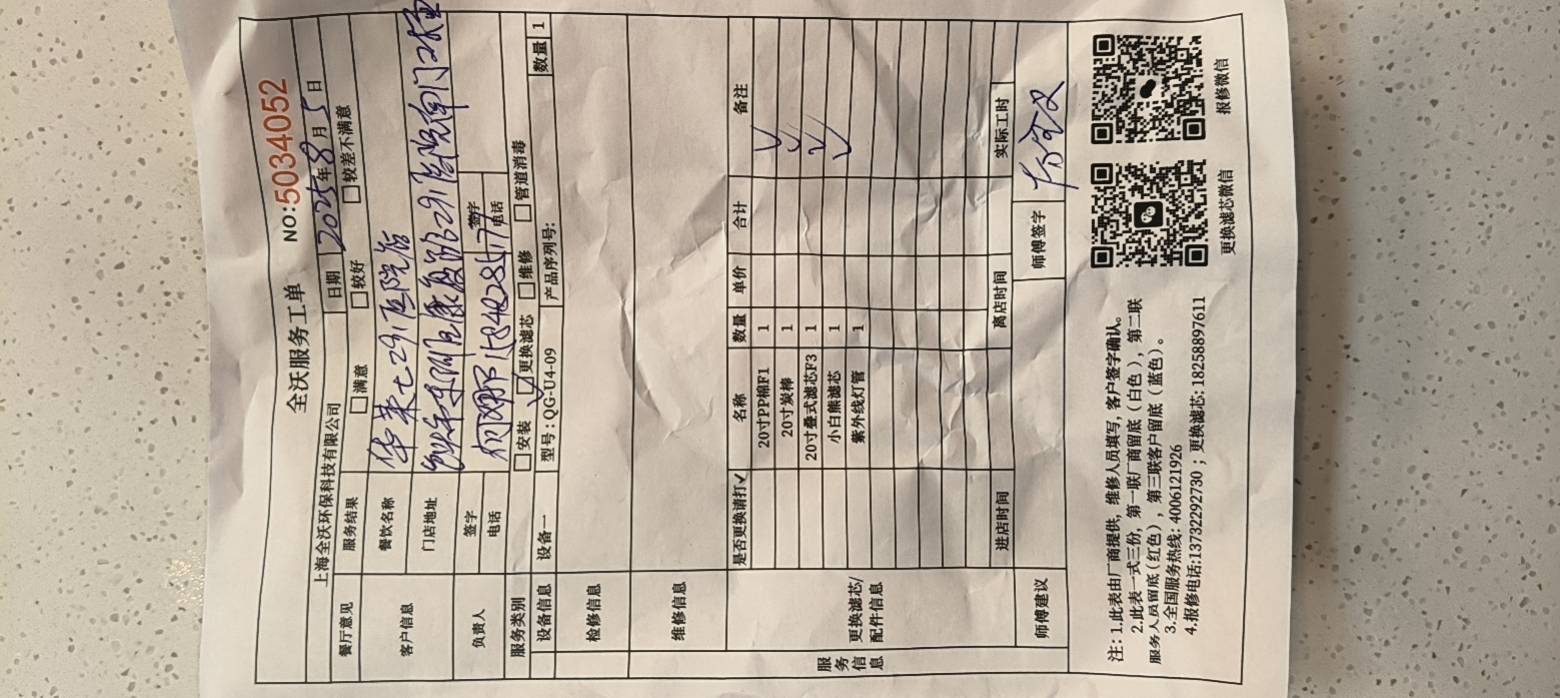 全沃服务工单
NO:5034052
上海全沃环保科技有限公司 日期 2025年8月5日
餐厅意见 服务结果 □满意 □较好 □较差不满意
客户信息 餐饮名称 华莱士291医院店
门店地址
负责人 签字 签字
电话 电话
服务类别 □安装 □更换滤芯 □维修 □管道消毒
设备信息 设备一 型号:QG-U4-09 产品序列号: 数量 1
检修信息
维修信息
服务信息
更换滤芯/配件信息
是否更换请打✓ 名称 数量 单价 合计 备注
20寸PP棉F1 1 ✓
20寸炭棒 1 ✓
20寸叠式滤芯F3 1 ✓
小白熊滤芯 1 ✓
紫外线灯管 1
进店时间 离店时间 实际工时
师傅建议 师傅签字
注: 1.此表由厂商提供, 维修人员填写, 客户签字确认。
2.此表一式三份, 第一联厂商留底 (白色) , 第二联
服务人员留底 (红色) , 第三联客户留底 (蓝色) 。
3.全国服务热线: 4006121926
4.报修电话:13732292730 ; 更换滤芯: 18258897611
更换滤芯微信
报修微信